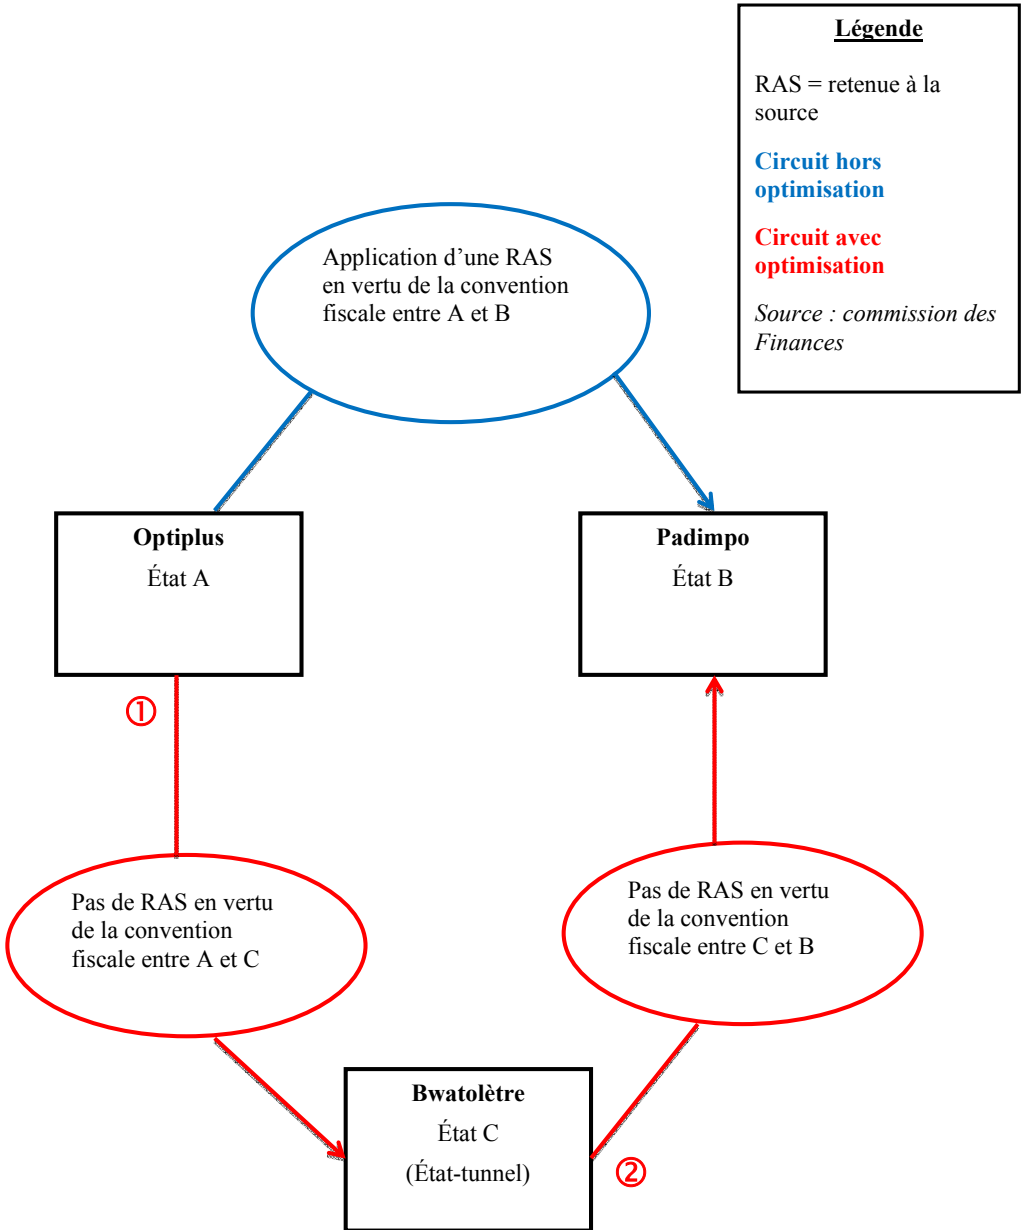 Légende
RAS = retenue à la
source
Circuit hors
optimisation
Circuit avec
optimisation
Source : commission des
Finances
Application d’une RAS
en vertu de la convention
fiscale entre A et B
Optiplus
État A
Padimpo
État B
①
Pas de RAS en vertu
de la convention
fiscale entre A et C
Pas de RAS en vertu
de la convention
fiscale entre C et B
Bwatolètre
État C
(État-tunnel)
②